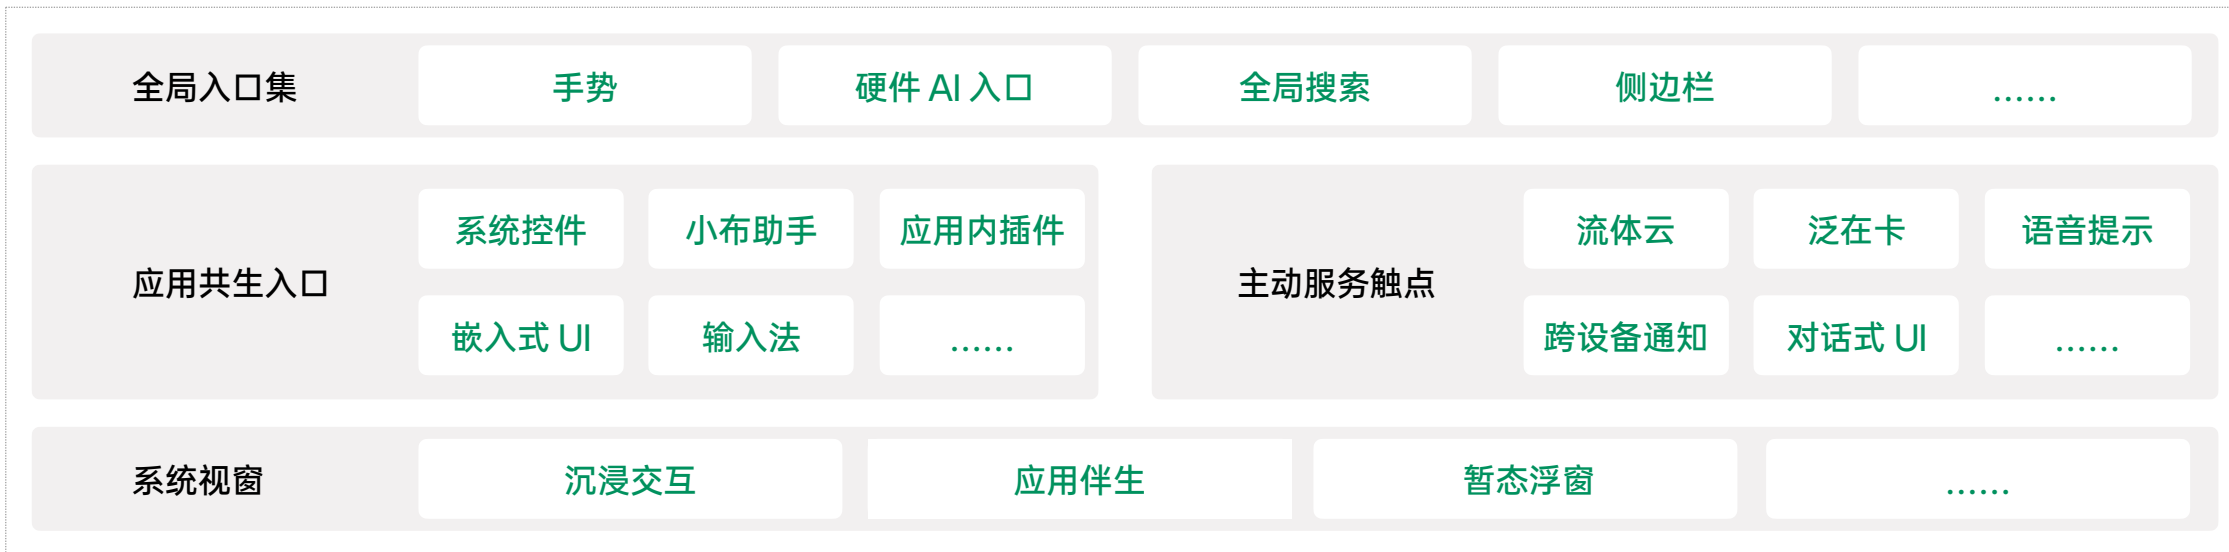 全局入口集 手势 硬件 AI 入口 全局搜索 侧边栏 ......
系统控件 小布助手 应用内插件
应用共生入口
嵌入式 UI 输入法 ......
流体云 泛在卡 语音提示
主动服务触点
跨设备通知 对话式 UI ......
系统视窗 沉浸交互 应用伴生 暂态浮窗 ......